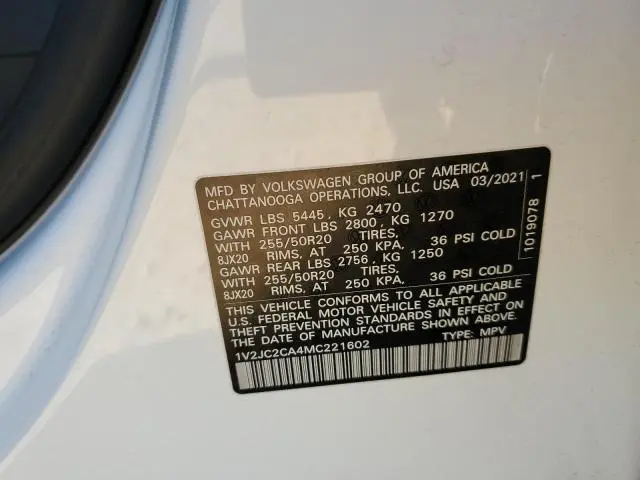 MFD BY VOLKSWAGEN GROUP OF AMERICA
CHATTANOOGA OPERATIONS, LLC. USA 03/2021
GVWR LBS 5445, KG 2470
GAWR FRONT LBS 2800, KG 1270
WITH 255/50R20 TIRES,
8JX20 RIMS, AT 250 KPA, 36 PSI COLD
GAWR REAR LBS 2756, KG 1250
WITH 255/50R20 TIRES,
8JX20 RIMS, AT 250 KPA, 36 PSI COLD
THIS VEHICLE CONFORMS TO ALL APPLICABLE
U.S. FEDERAL MOTOR VEHICLE SAFETY AND
THEFT PREVENTION STANDARDS IN EFFECT ON
THE DATE OF MANUFACTURE SHOWN ABOVE.
1V2JC2CA4MC221602 TYPE: MPV
1019078 1